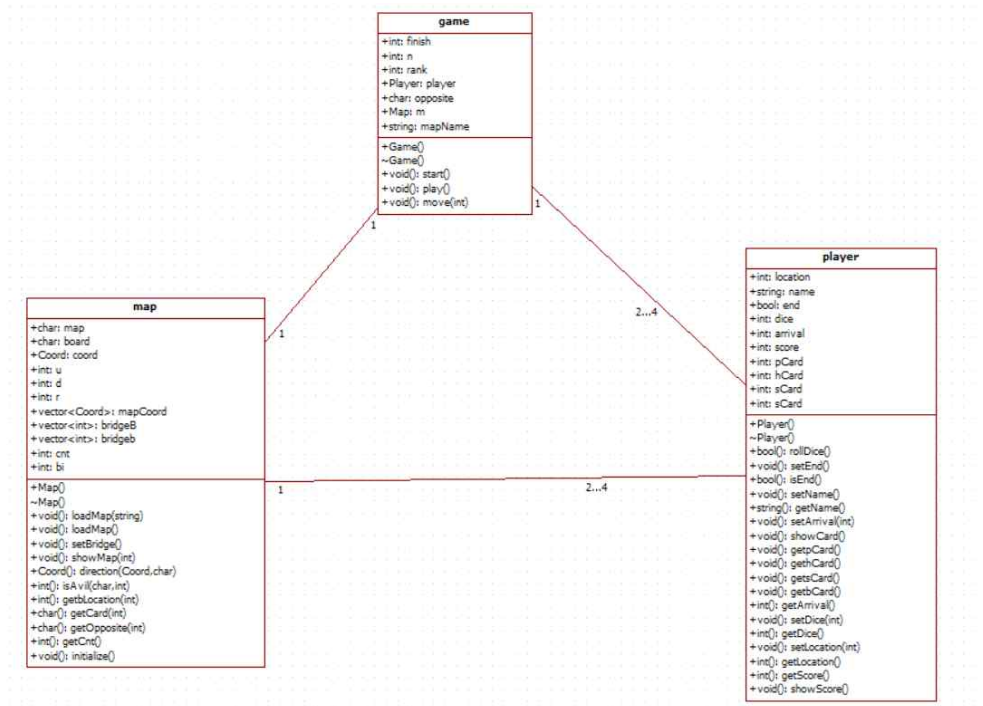 game
+int: finish
+int: n
+int: rank
+Player: player
+char: opposite
+Map: m
+string: mapName
+Game()
~Game()
+void(): start()
+void(): play()
+void(): move(int)
1
1
1
2...4
map
+char: map
+char: board
+Coord: coord
+int: u
+int: d
+int: r
+vector<Coord>: mapCoord
+vector<int>: bridgeB
+vector<int>: bridgeb
+int: cnt
+int: bi
+Map()
~Map()
+void(): loadMap(string)
+void(): loadMap()
+void(): setBridge()
+void(): showMap(int)
+Coord(): direction(Coord,char)
+int(): isAvil(char,int)
+int(): getbLocation(int)
+char(): getCard(int)
+char(): getOpposite(int)
+int(): getCnt()
+void(): initialize()
1
2...4
player
+int: location
+string: name
+bool: end
+int: dice
+int: arrival
+int: score
+int: pCard
+int: hCard
+int: sCard
+int: sCard
+Player()
~Player()
+bool(): rollDice()
+void(): setEnd()
+bool(): isEnd()
+void(): setName()
+string(): getName()
+void(): setArrival(int)
+void(): showCard()
+void(): getpCard()
+void(): gethCard()
+void(): getsCard()
+void(): getbCard()
+int(): getArrival()
+void(): setDice(int)
+int(): getDice()
+void(): setLocation(int)
+int(): getLocation()
+int(): getScore()
+void(): showScore()